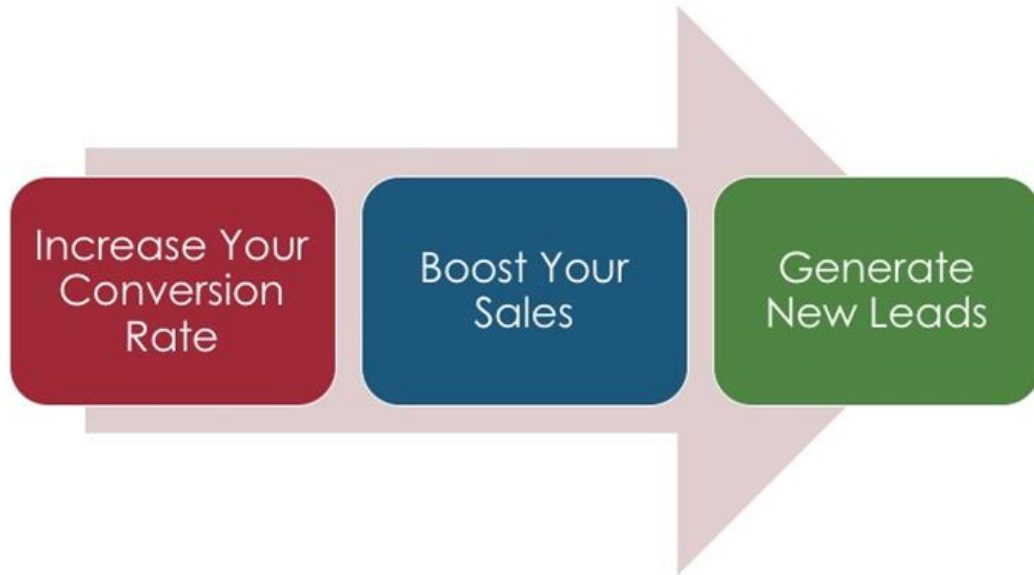 Increase Your
Conversion
Rate
Boost Your
Sales
Generate
New Leads